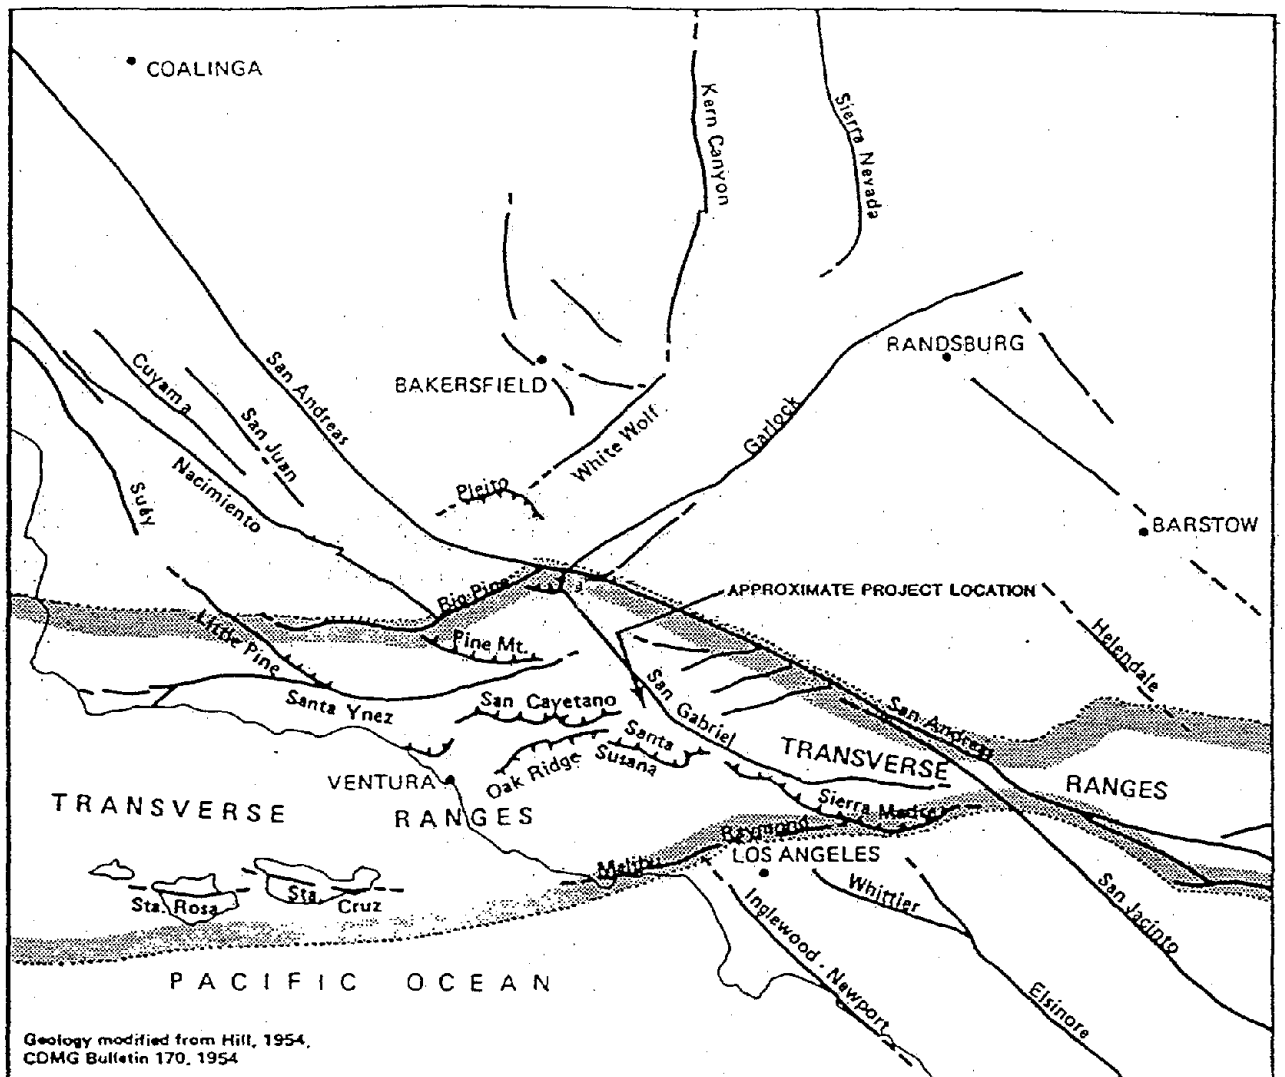 COALINGA
Kern Canyon
Sierra Nevada
RANDSBURG
San Andreas
Cuyama
San Juan
BAKERSFIELD
White Wolf
Garlock
Pleito
Nacimiento
Suey
BARSTOW
APPROXIMATE PROJECT LOCATION
Big Pine
Little Pine
Pine Mt.
Helendale
Santa Ynez
San Cayetano
San Gabriel
San Andreas
Oak Ridge
Santa
Susana
TRANSVERSE
RANGES
VENTURA
TRANSVERSE RANGES
Sierra Madre
Raymond
Malibu
LOS ANGELES
Whittier
San Jacinto
Sta. Rosa
Sta. Cruz
Inglewood - Newport
Elsinore
PACIFIC OCEAN
Geology modified from Hill, 1954,
CDMG Bulletin 170, 1954